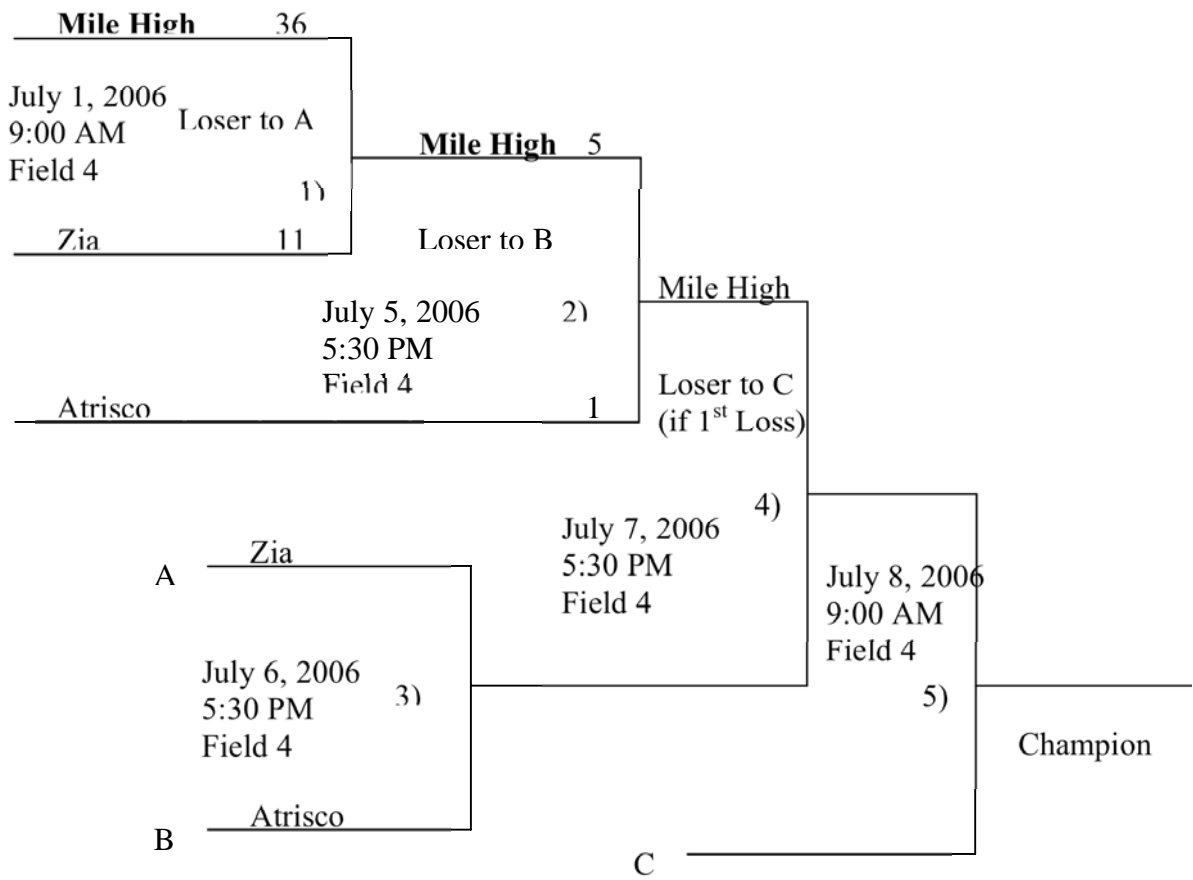 Mile High 36
July 1, 2006
9:00 AM
Field 4
Loser to A
1)
Zia 11
Mile High 5
Loser to B
July 5, 2006
5:30 PM
Field 4
2)
Atrisco 1
Mile High
Loser to C
(if 1st Loss)
4)
July 7, 2006
5:30 PM
Field 4
A Zia
July 6, 2006
5:30 PM
Field 4
3)
B Atrisco
July 8, 2006
9:00 AM
Field 4
5)
C
Champion